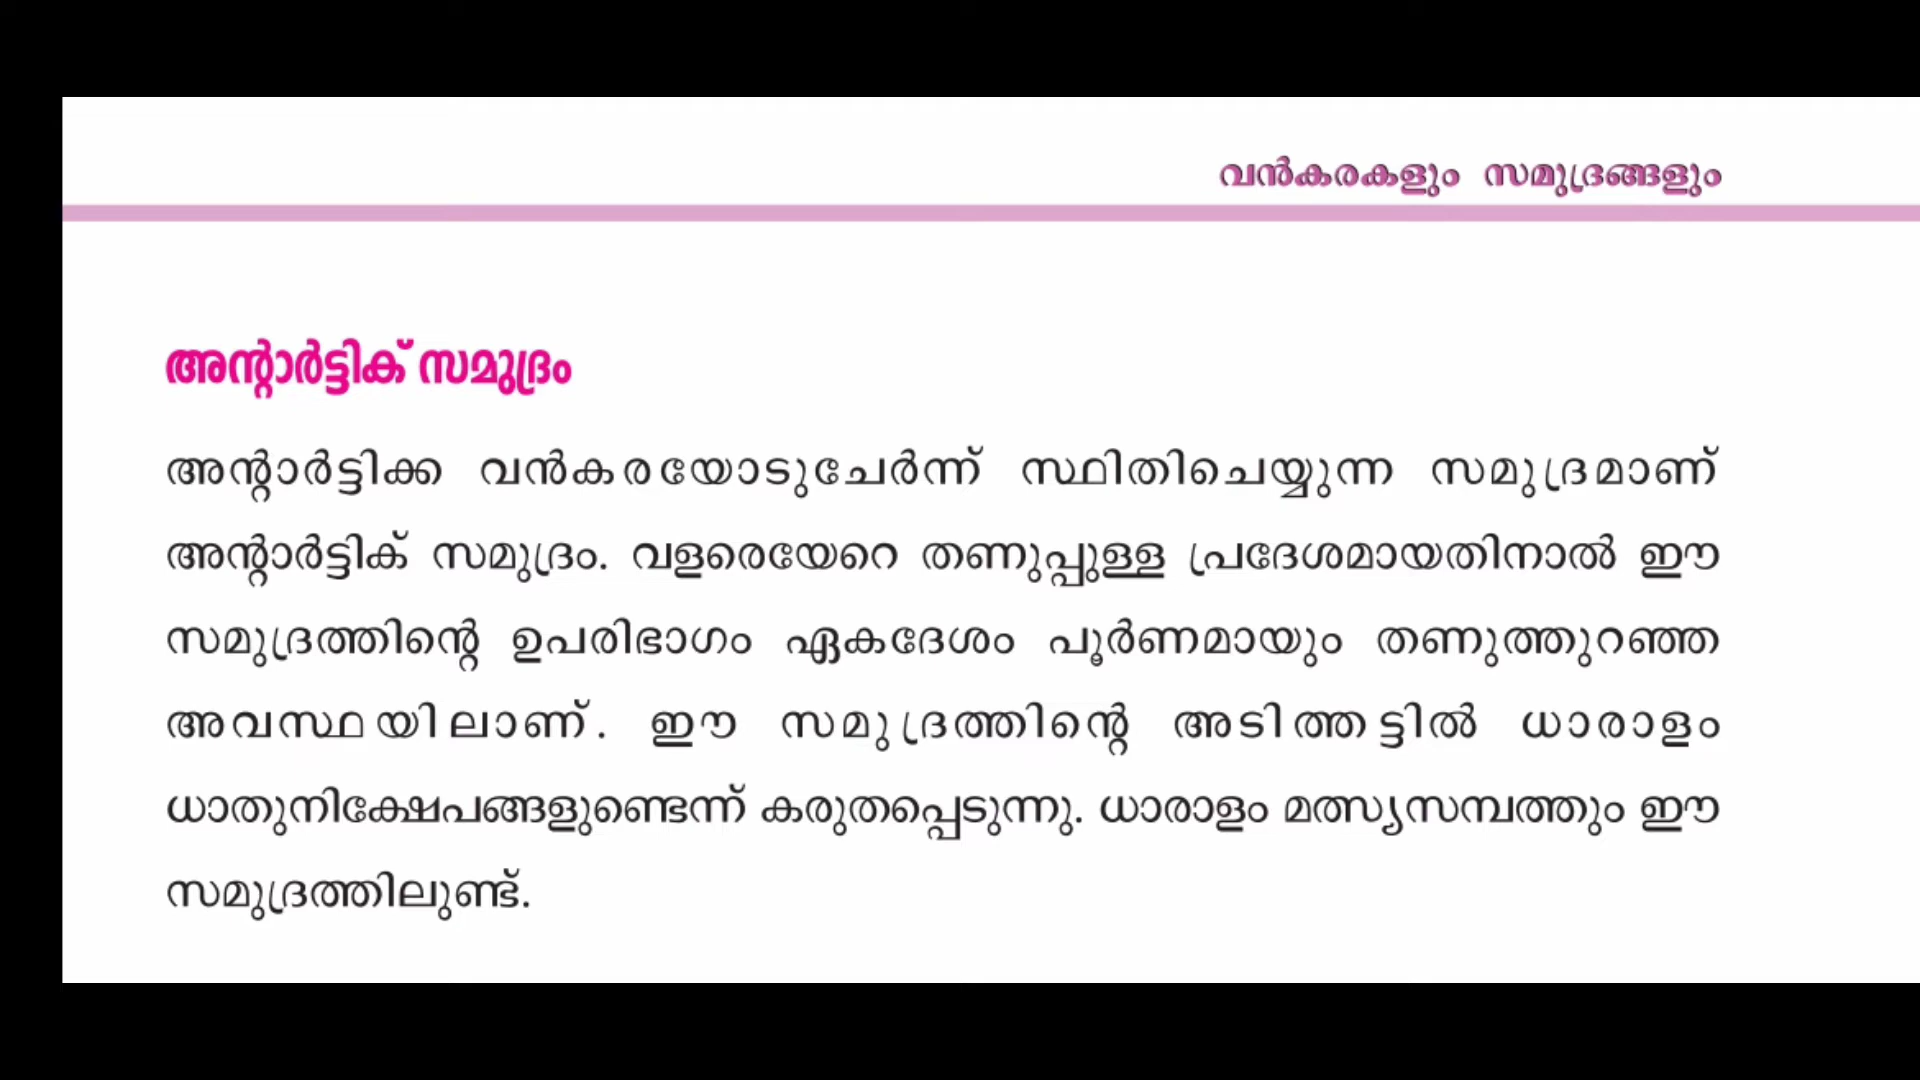 വൻകരകളും സമുദ്രങ്ങളും
അന്റാർട്ടിക് സമുദ്രം
അന്റാർട്ടിക്ക വൻകരയോടുചേർന്ന് സ്ഥിതിചെയ്യുന്ന സമുദ്രമാണ്
അന്റാർട്ടിക് സമുദ്രം. വളരെയേറെ തണുപ്പുള്ള പ്രദേശമായതിനാൽ ഈ
സമുദ്രത്തിന്റെ ഉപരിഭാഗം ഏകദേശം പൂർണമായും തണുത്തുറഞ്ഞ
അവസ്ഥയിലാണ്. ഈ സമുദ്രത്തിന്റെ അടിത്തട്ടിൽ ധാരാളം
ധാതുനിക്ഷേപങ്ങളുണ്ടെന്ന് കരുതപ്പെടുന്നു. ധാരാളം മത്സ്യസമ്പത്തും ഈ
സമുദ്രത്തിലുണ്ട്.